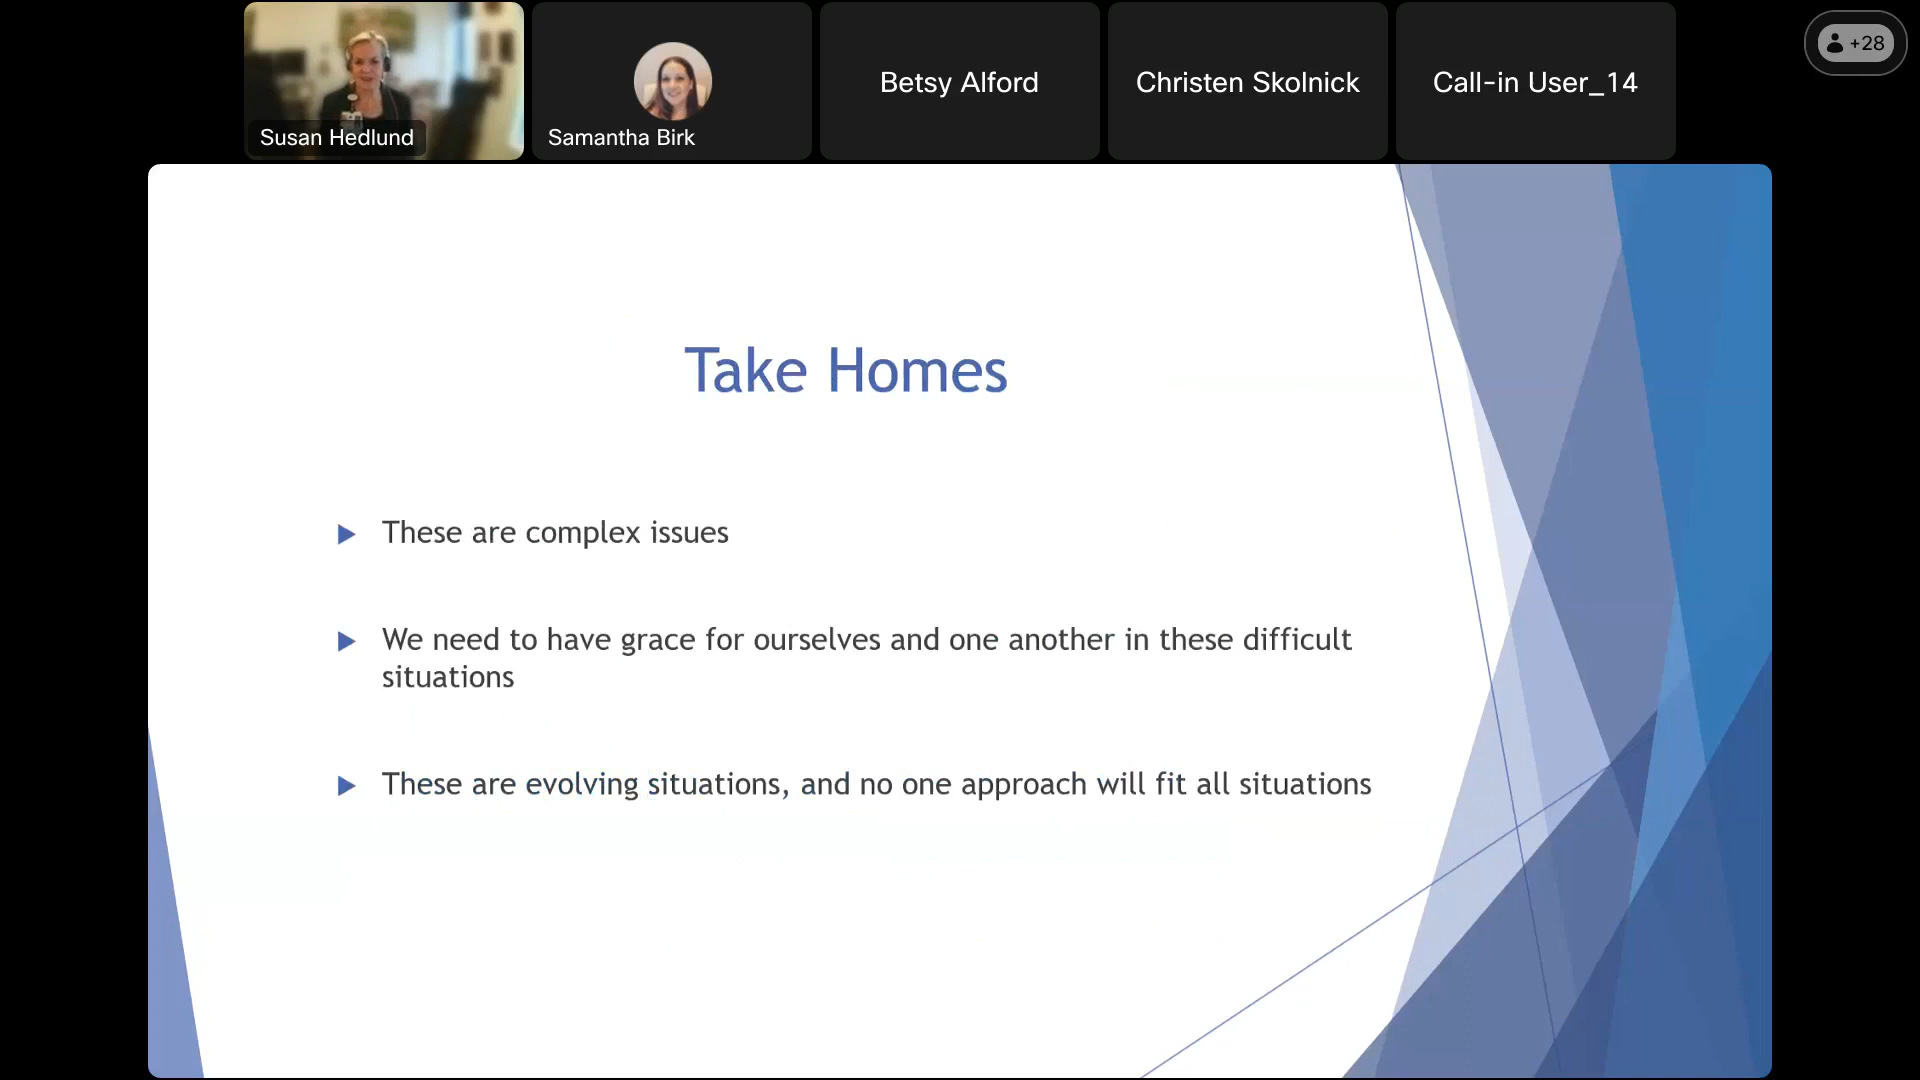 Susan Hedlund
Samantha Birk
Betsy Alford
Christen Skolnick
Call-in User_14
+28
Take Homes
These are complex issues
We need to have grace for ourselves and one another in these difficult
situations
These are evolving situations, and no one approach will fit all situations